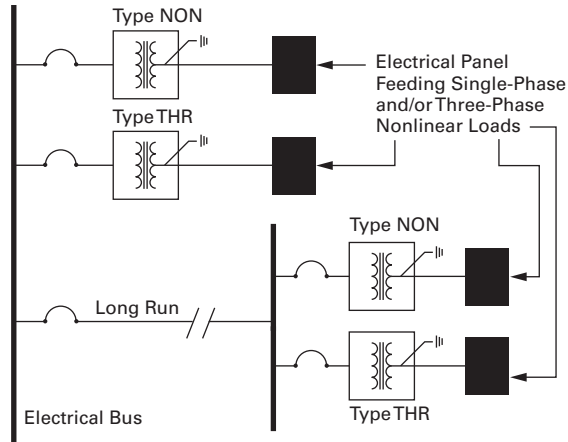 Type NON
Type THR
Electrical Panel
Feeding Single-Phase
and/or Three-Phase
Nonlinear Loads
Type NON
Long Run
Type THR
Electrical Bus